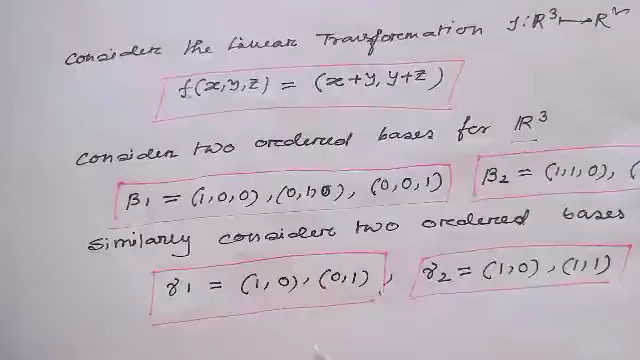 Consider the Linear Transformation f: R³ ↦ R²
f(x,y,z) = (x+y, y+z)
Consider two ordered bases for R³
β₁ = (1,0,0), (0,1,0), (0,0,1) β₂ = (1,1,0), (
Similarly consider two ordered bases
γ₁ = (1,0), (0,1), γ₂ = (1,0), (1,1)